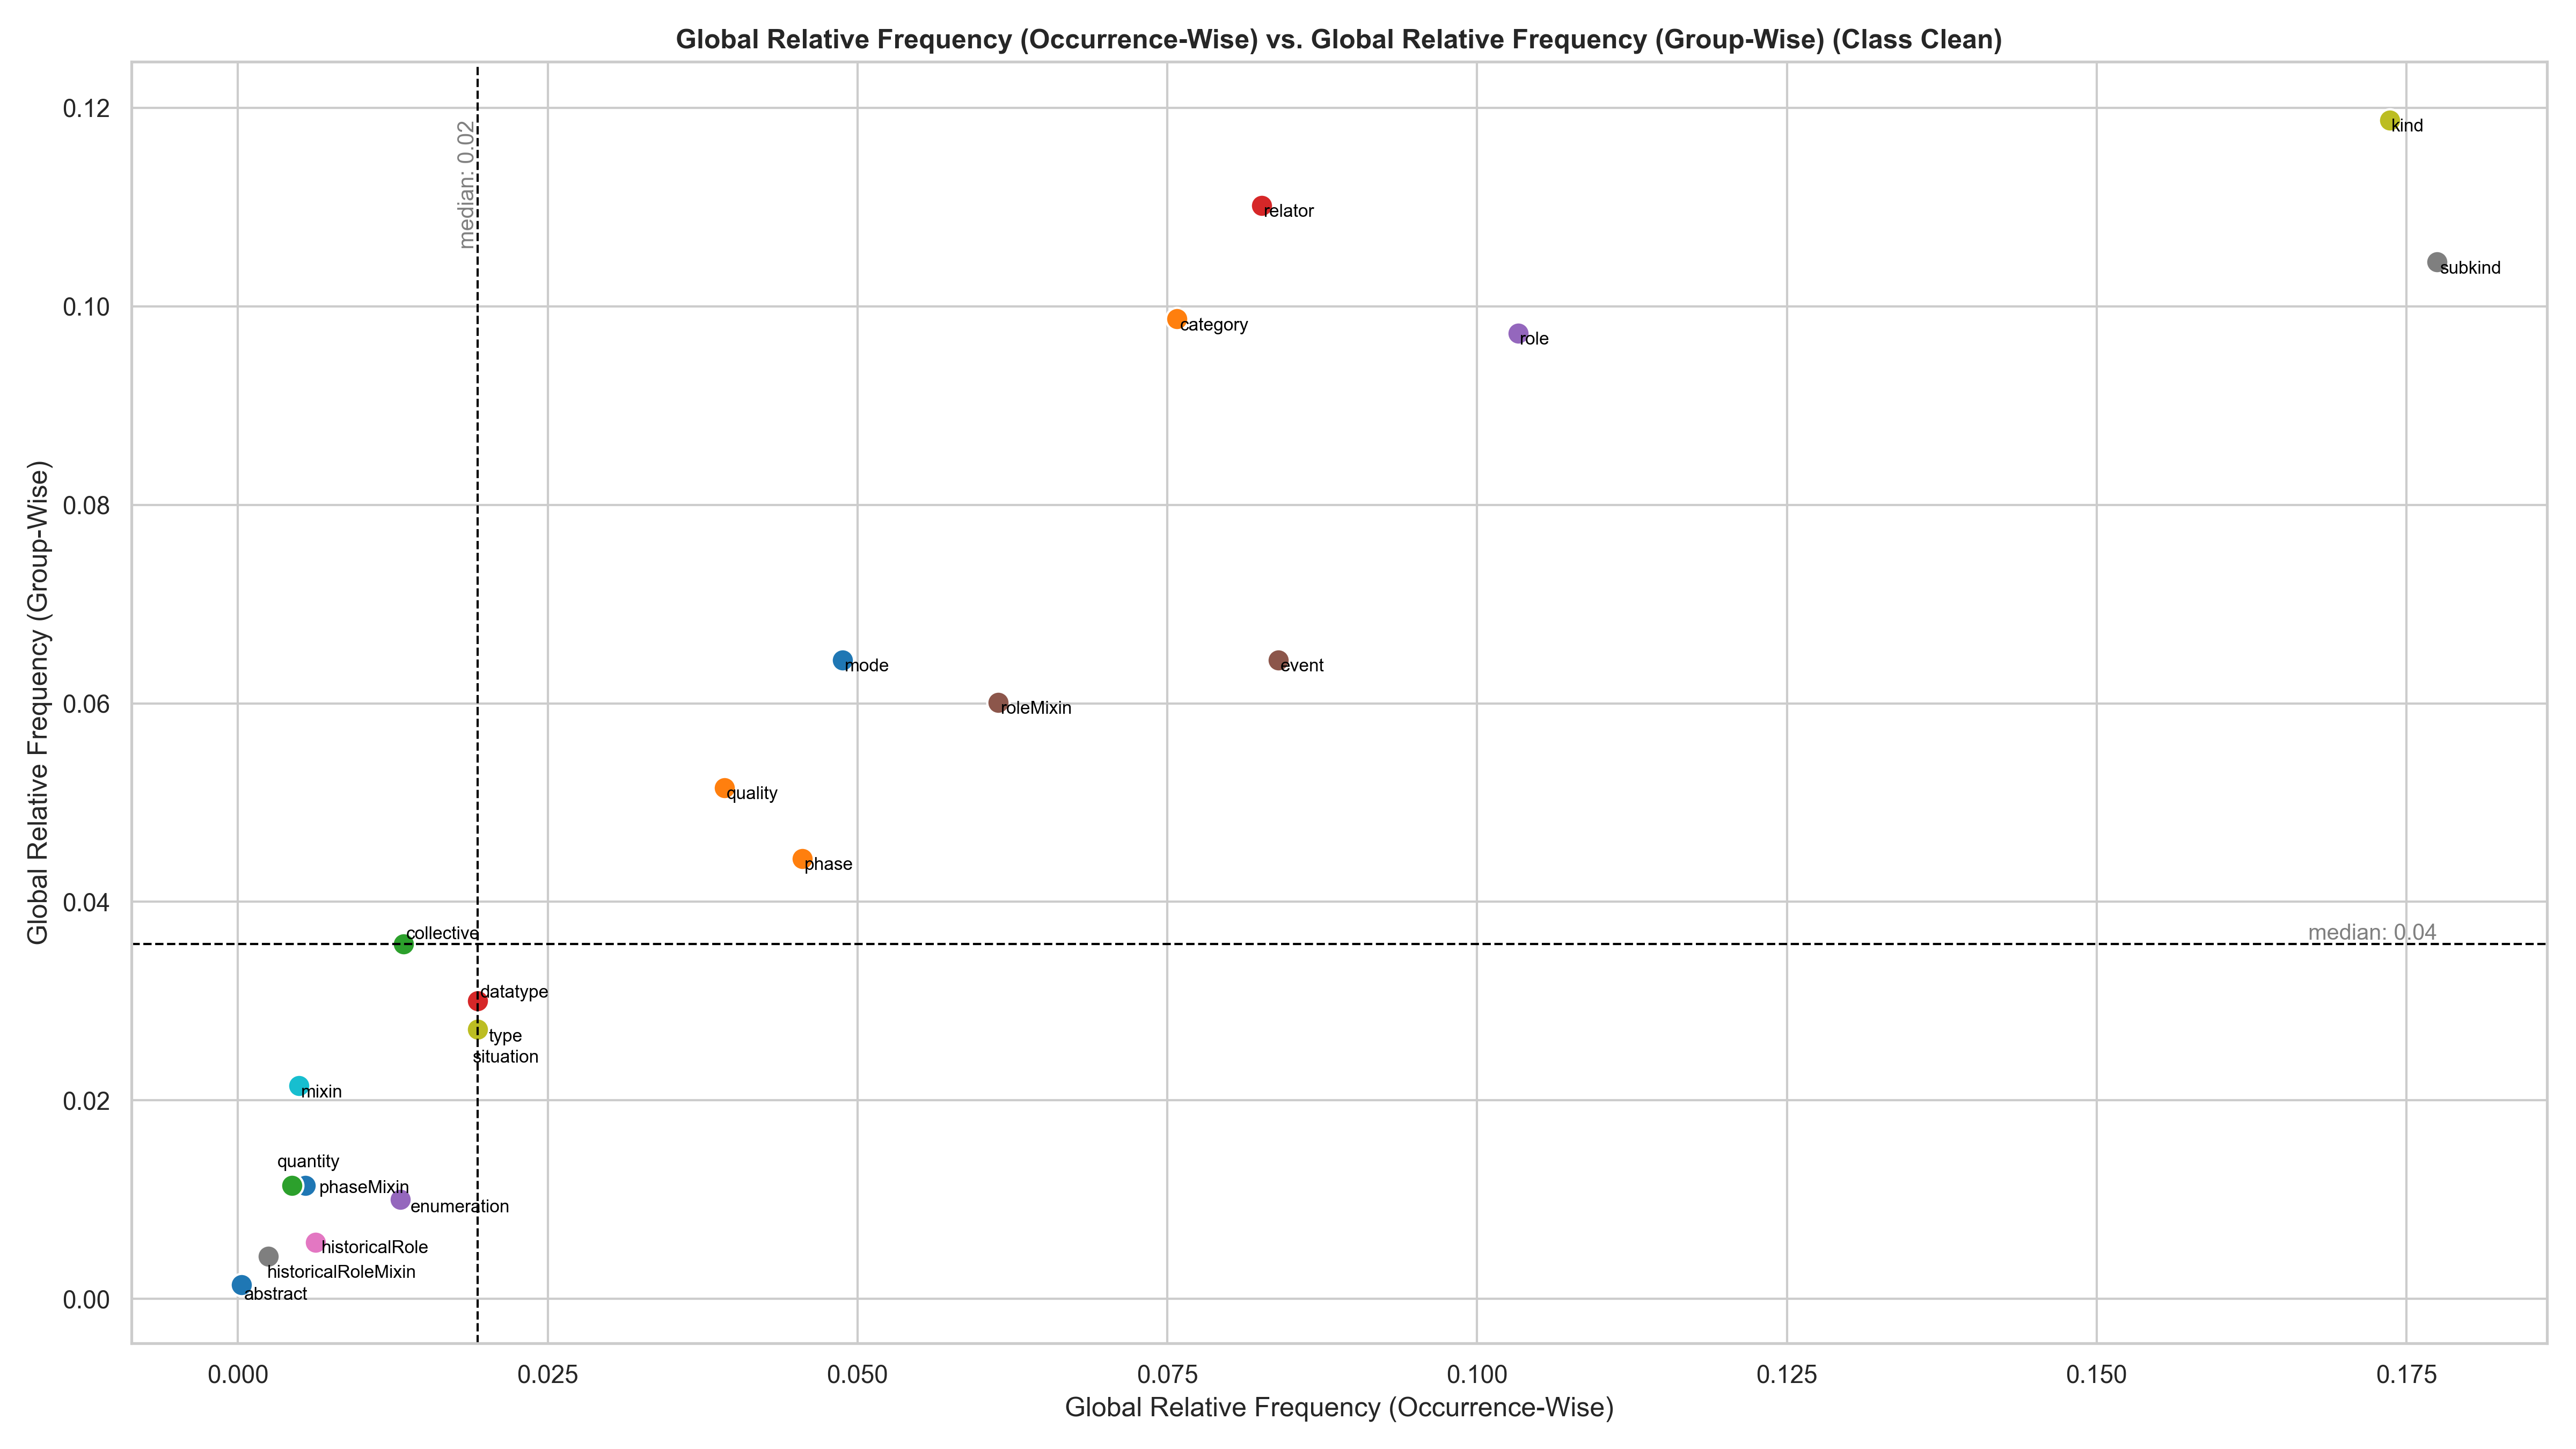 Global Relative Frequency (Occurrence-Wise) vs. Global Relative Frequency (Group-Wise) (Class Clean)
Global Relative Frequency (Group-Wise)
0.12
0.10
0.08
0.06
0.04
0.02
0.00
median: 0.02
kind
relator
subkind
category
role
mode
event
roleMixin
quality
phase
collective
median: 0.04
datatype
type
situation
mixin
quantity
phaseMixin
enumeration
historicalRole
historicalRoleMixin
abstract
0.000
0.025
0.050
0.075
0.100
0.125
0.150
0.175
Global Relative Frequency (Occurrence-Wise)